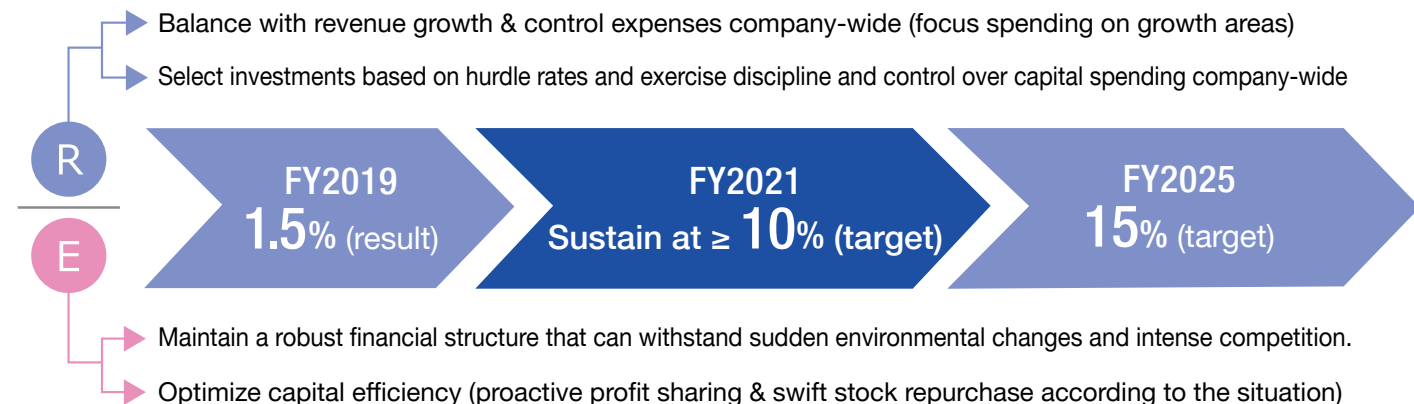 Balance with revenue growth & control expenses company-wide (focus spending on growth areas)
Select investments based on hurdle rates and exercise discipline and control over capital spending company-wide
R
E
FY2019
1.5% (result)
FY2021
Sustain at ≥ 10% (target)
FY2025
15% (target)
Maintain a robust financial structure that can withstand sudden environmental changes and intense competition.
Optimize capital efficiency (proactive profit sharing & swift stock repurchase according to the situation)